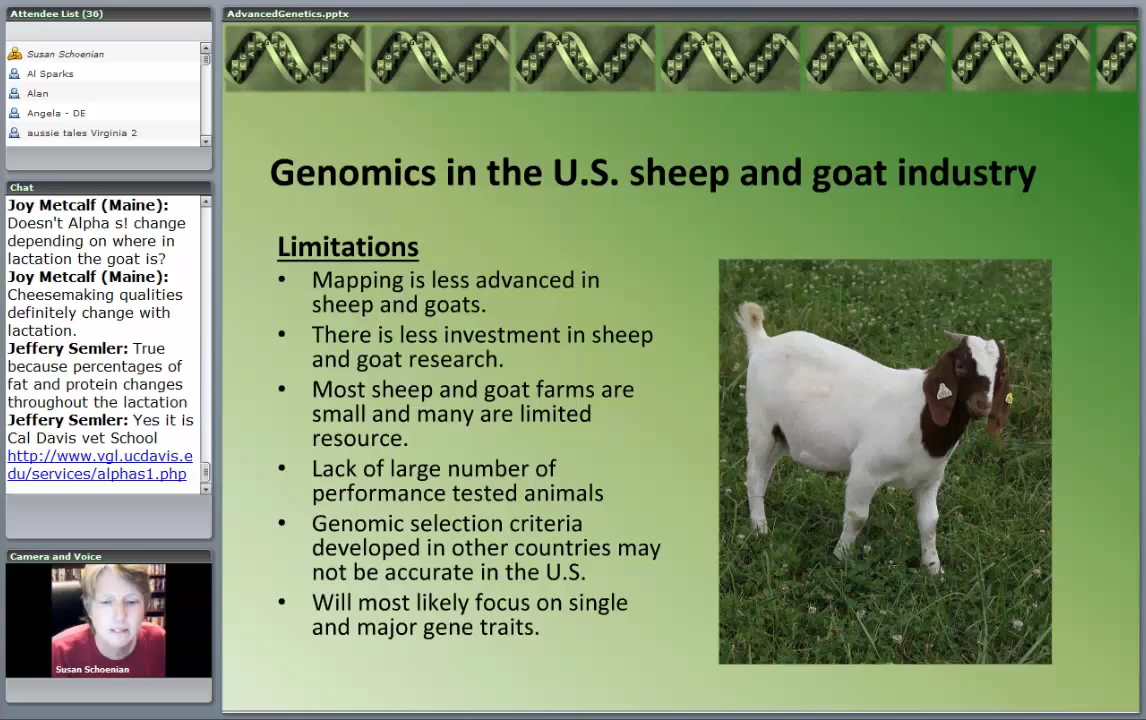 Attendee List (36)
Susan Schoenian
Al Sparks
Alan
Angela - DE
aussie tales Virginia 2
Chat
Joy Metcalf (Maine):
Doesn't Alpha s! change
depending on where in
lactation the goat is?
Joy Metcalf (Maine):
Cheesemaking qualities
definitely change with
lactation.
Jeffery Semler: True
because percentages of
fat and protein changes
throughout the lactation
Jeffery Semler: Yes it is
Cal Davis vet School
http://www.vgl.ucdavis.e
du/services/alphas1.php
Camera and Voice
Susan Schoenian
AdvancedGenetics.pptx
Genomics in the U.S. sheep and goat industry
Limitations
• Mapping is less advanced in
sheep and goats.
• There is less investment in sheep
and goat research.
• Most sheep and goat farms are
small and many are limited
resource.
• Lack of large number of
performance tested animals
• Genomic selection criteria
developed in other countries may
not be accurate in the U.S.
• Will most likely focus on single
and major gene traits.